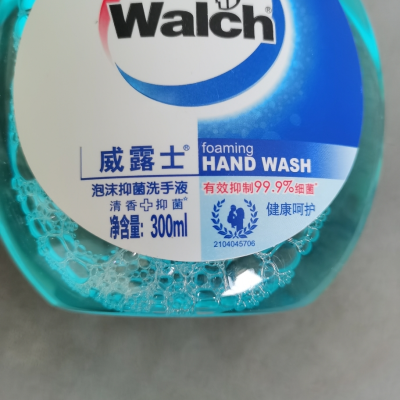 Walch®
威露士®
foaming
HAND WASH
泡沫抑菌洗手液
有效抑制99.9%细菌*
清香+抑菌
净含量:300ml
健康呵护
2104045706